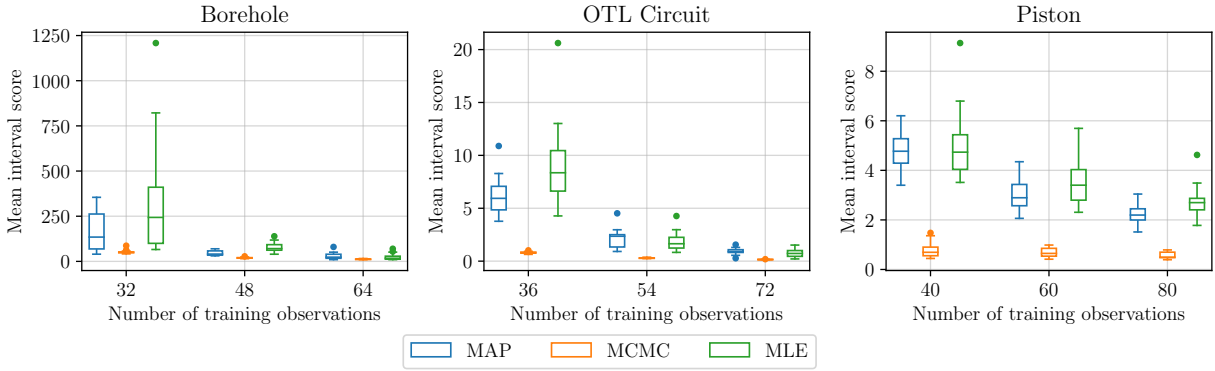 Borehole
Mean interval score
1250
1000
750
500
250
0
32
48
64
Number of training observations
OTL Circuit
Mean interval score
20
15
10
5
0
36
54
72
Number of training observations
Piston
Mean interval score
8
6
4
2
0
40
60
80
Number of training observations
MAP
MCMC
MLE